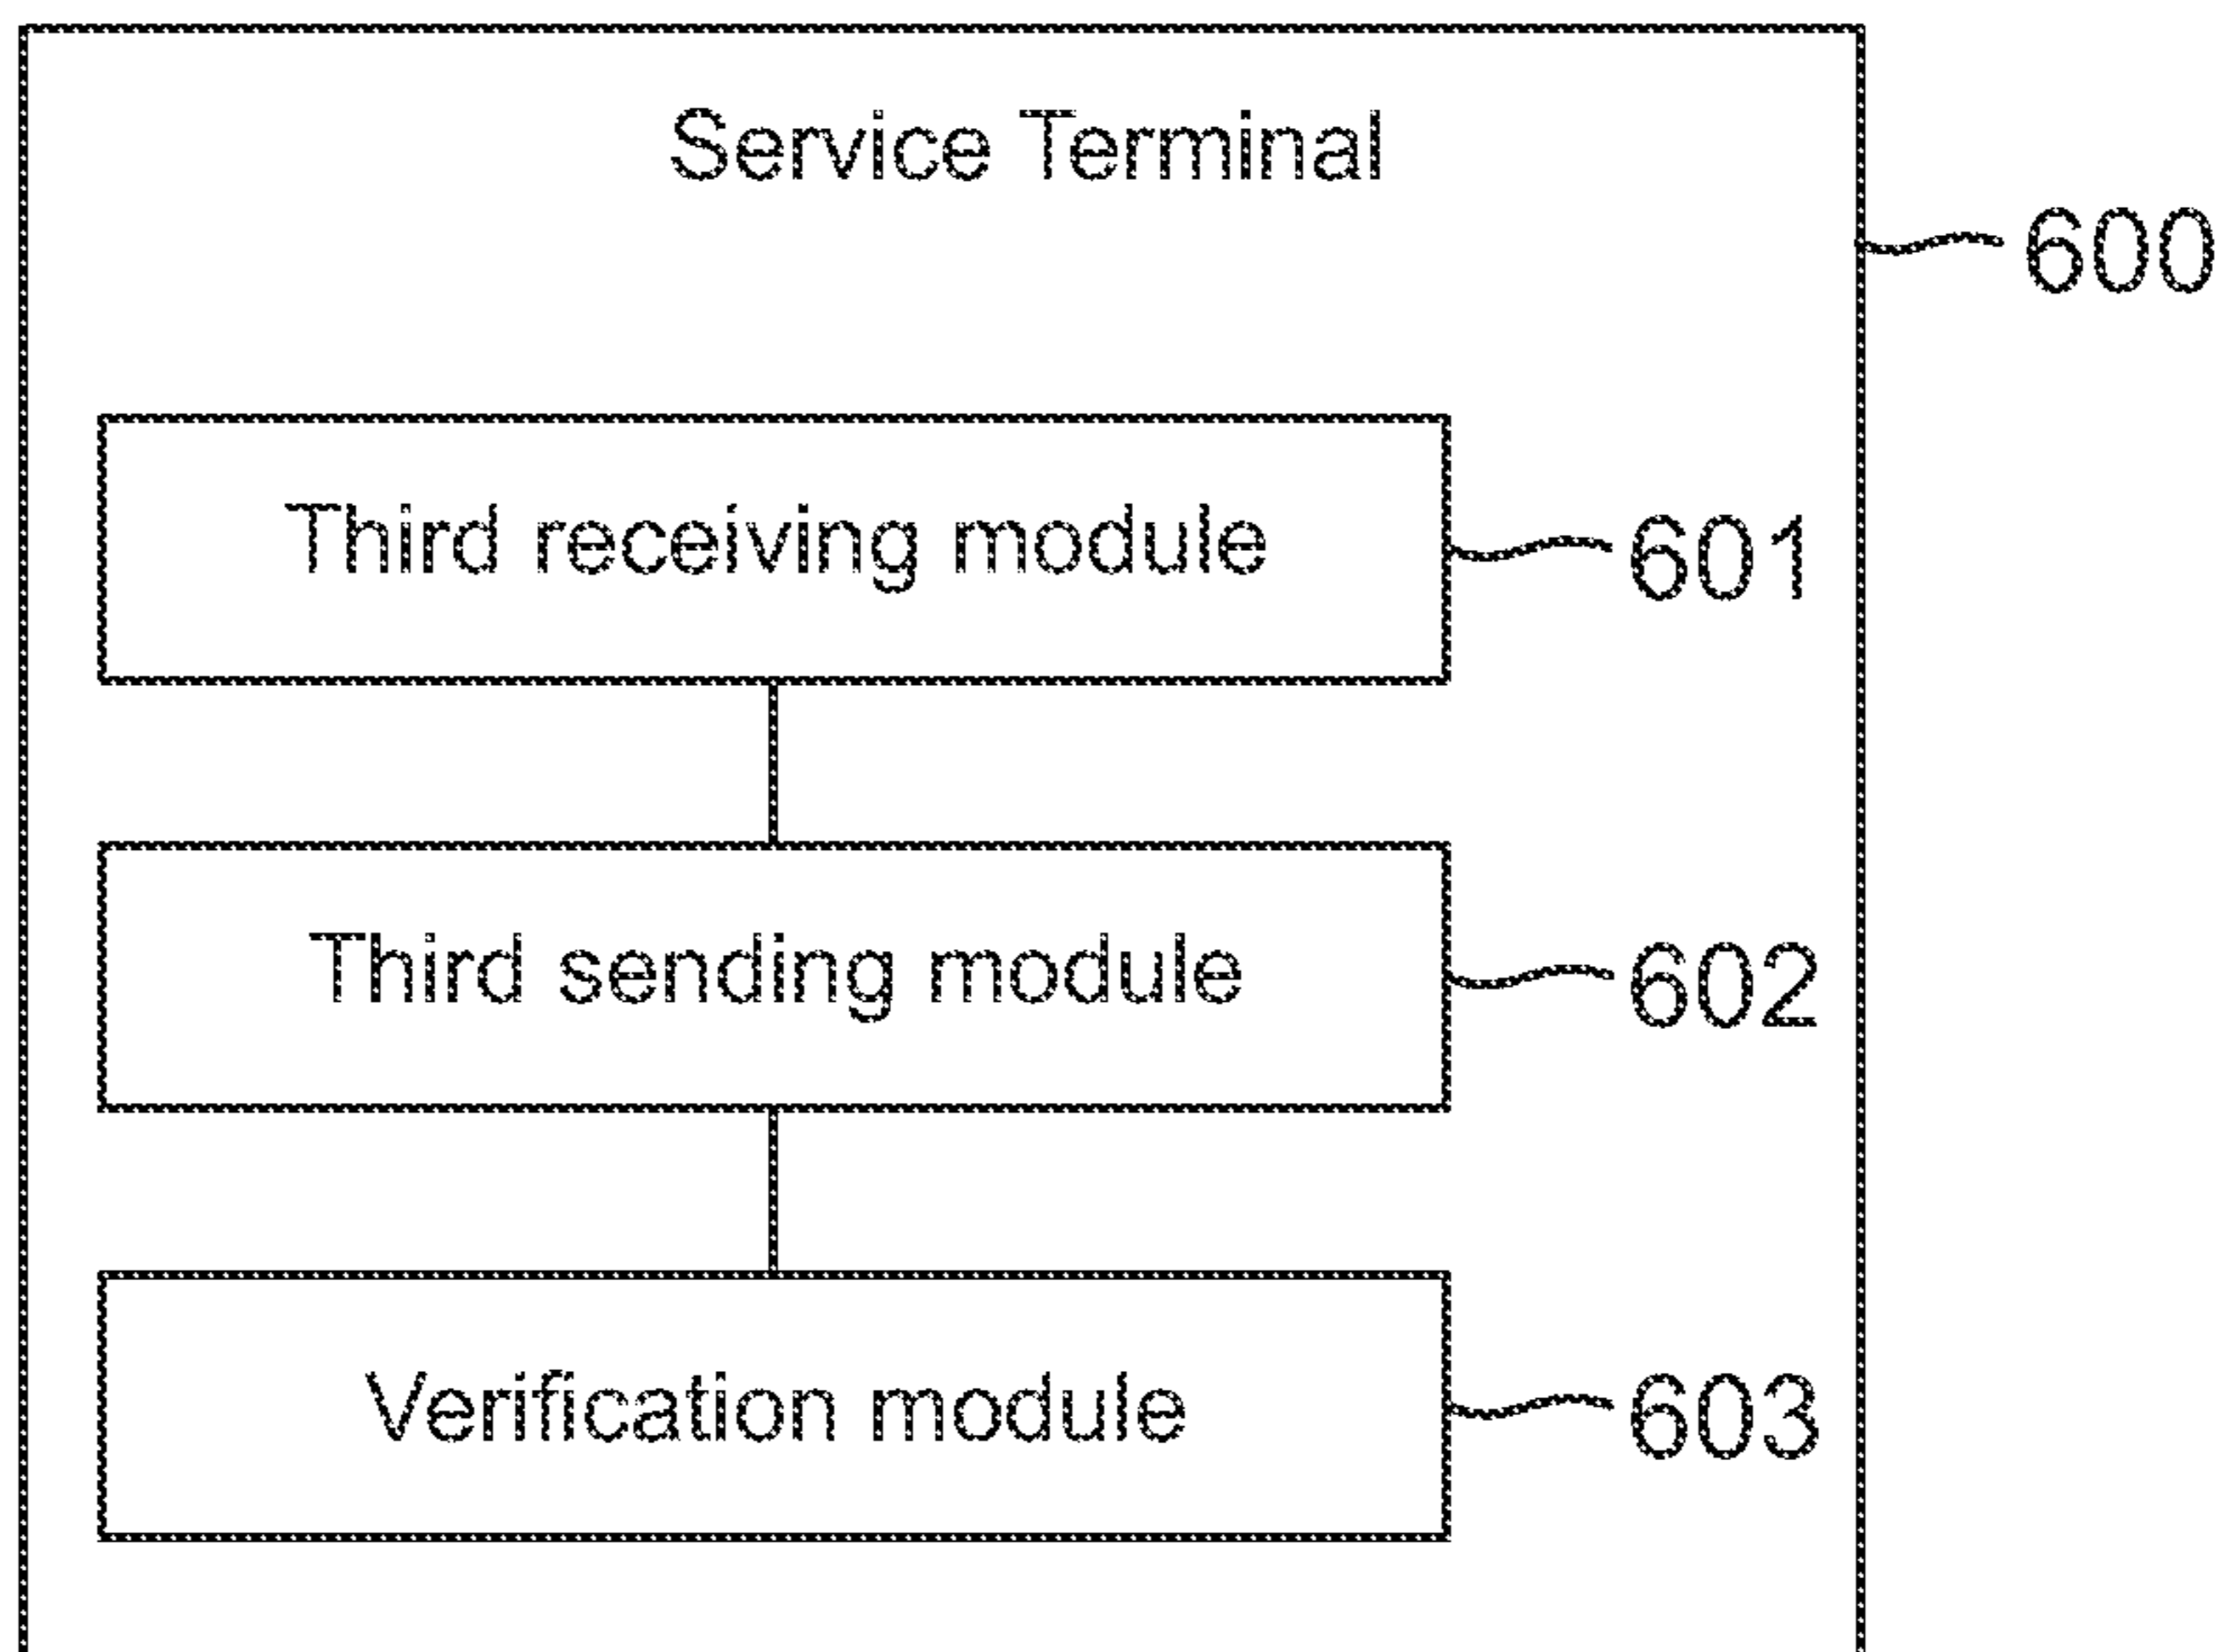 Service Terminal
600
Third receiving module
601
Third sending module
602
Verification module
603